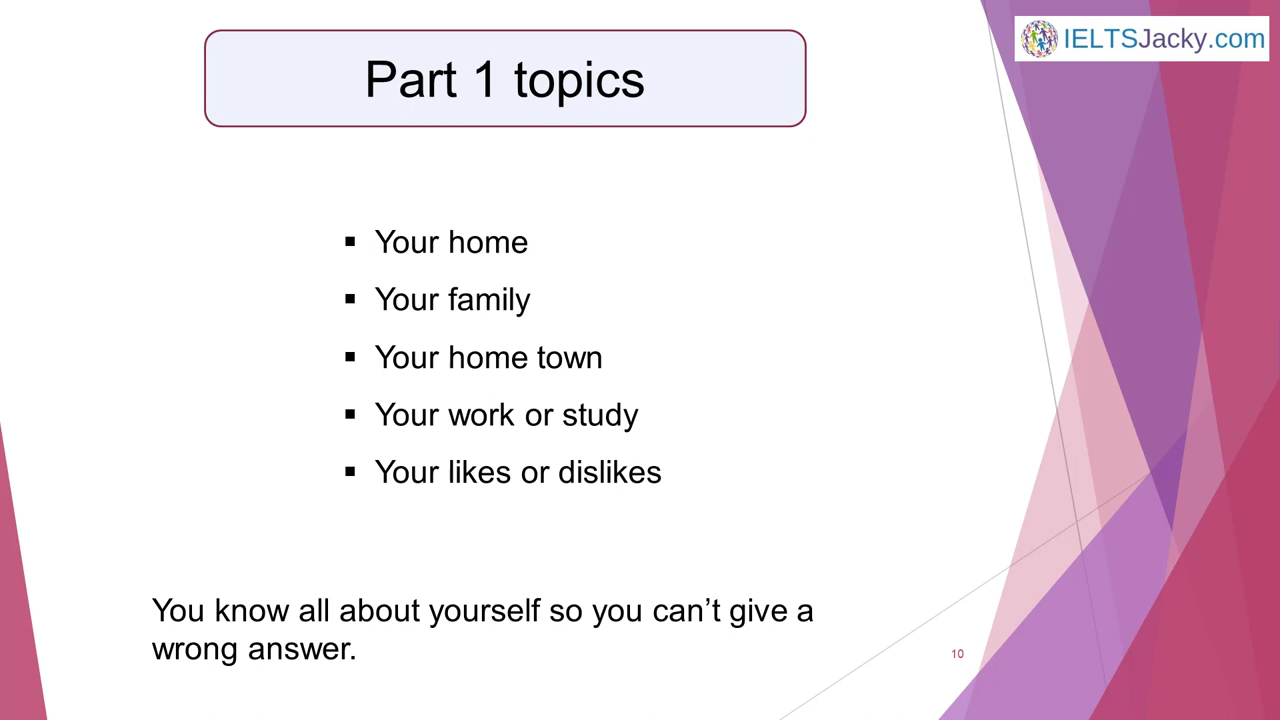 IELTSJacky.com
Part 1 topics
▪ Your home
▪ Your family
▪ Your home town
▪ Your work or study
▪ Your likes or dislikes
You know all about yourself so you can’t give a
wrong answer.
10